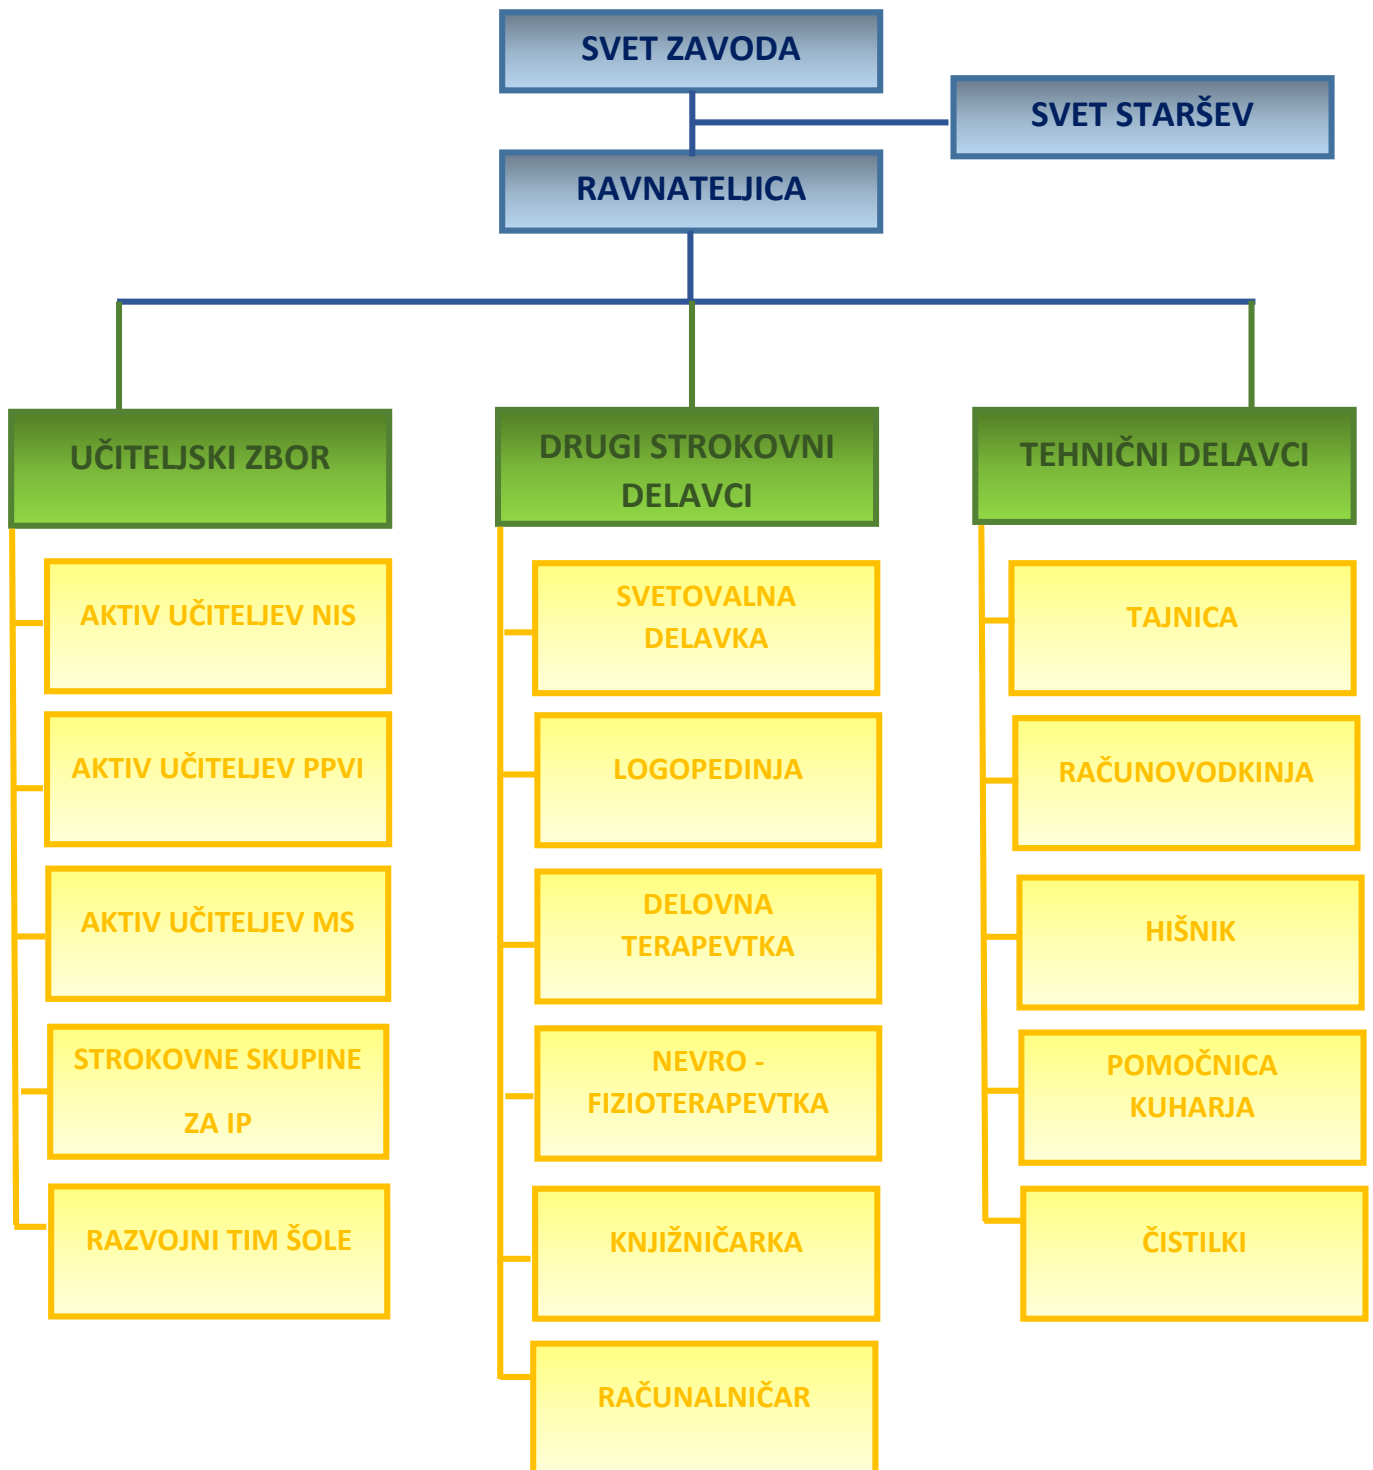 SVET ZAVODA
SVET STARŠEV
RAVNATELJICA
UČITELJSKI ZBOR
AKTIV UČITELJEV NIS
AKTIV UČITELJEV PPVI
AKTIV UČITELJEV MS
STROKOVNE SKUPINE
ZA IP
RAZVOJNI TIM ŠOLE
DRUGI STROKOVNI
DELAVCI
SVETOVALNA
DELAVKA
LOGOPEDINJA
DELOVNA
TERAPEVTKA
NEVRO -
FIZIOTERAPEVTKA
KNJIŽNIČARKA
RAČUNALNIČAR
TEHNIČNI DELAVCI
TAJNICA
RAČUNOVODKINJA
HIŠNIK
POMOČNICA
KUHARJA
ČISTILKI